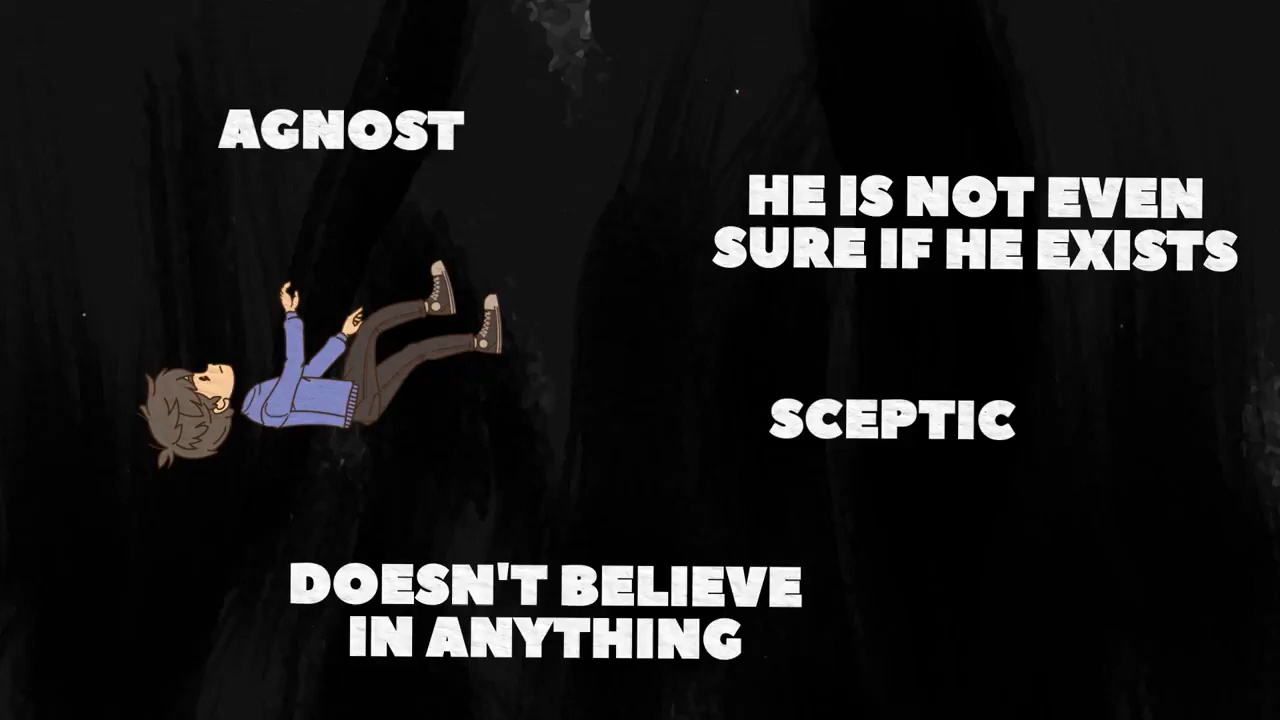 AGNOST
HE IS NOT EVEN
SURE IF HE EXISTS
SCEPTIC
DOESN'T BELIEVE
IN ANYTHING